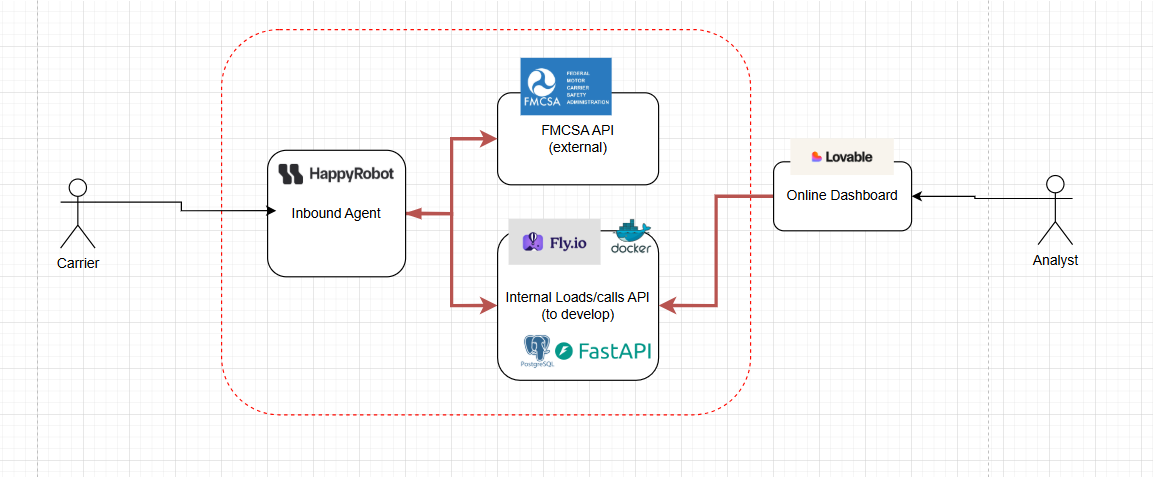 FMCSA
FEDERAL
MOTOR
CARRIER
SAFETY
ADMINISTRATION
FMCSA API
(external)
HappyRobot
Inbound Agent
Carrier
Fly.io
docker
Internal Loads/calls API
(to develop)
PostgreSQL
FastAPI
Lovable
Online Dashboard
Analyst